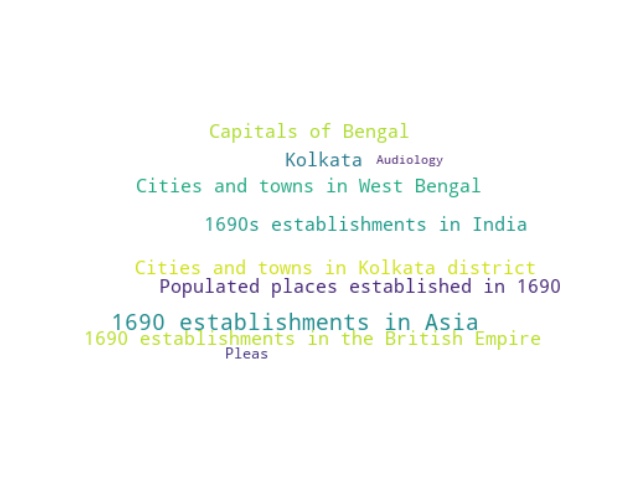 Capitals of Bengal
Kolkata Audiology
Cities and towns in West Bengal
1690s establishments in India
Cities and towns in Kolkata district
Populated places established in 1690
1690 establishments in Asia
1690 establishments in the British Empire
Pleas